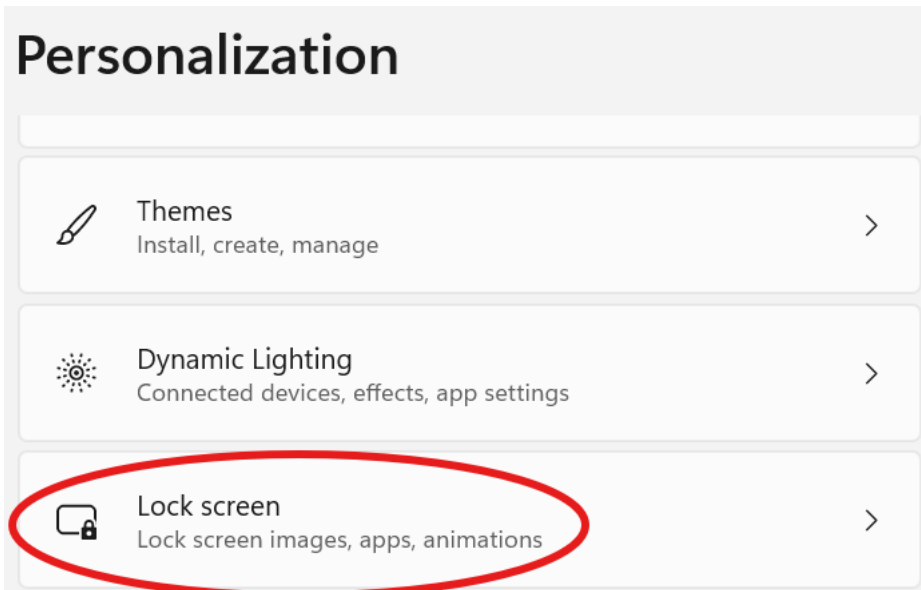 Personalization
Themes
Install, create, manage
Dynamic Lighting
Connected devices, effects, app settings
Lock screen
Lock screen images, apps, animations